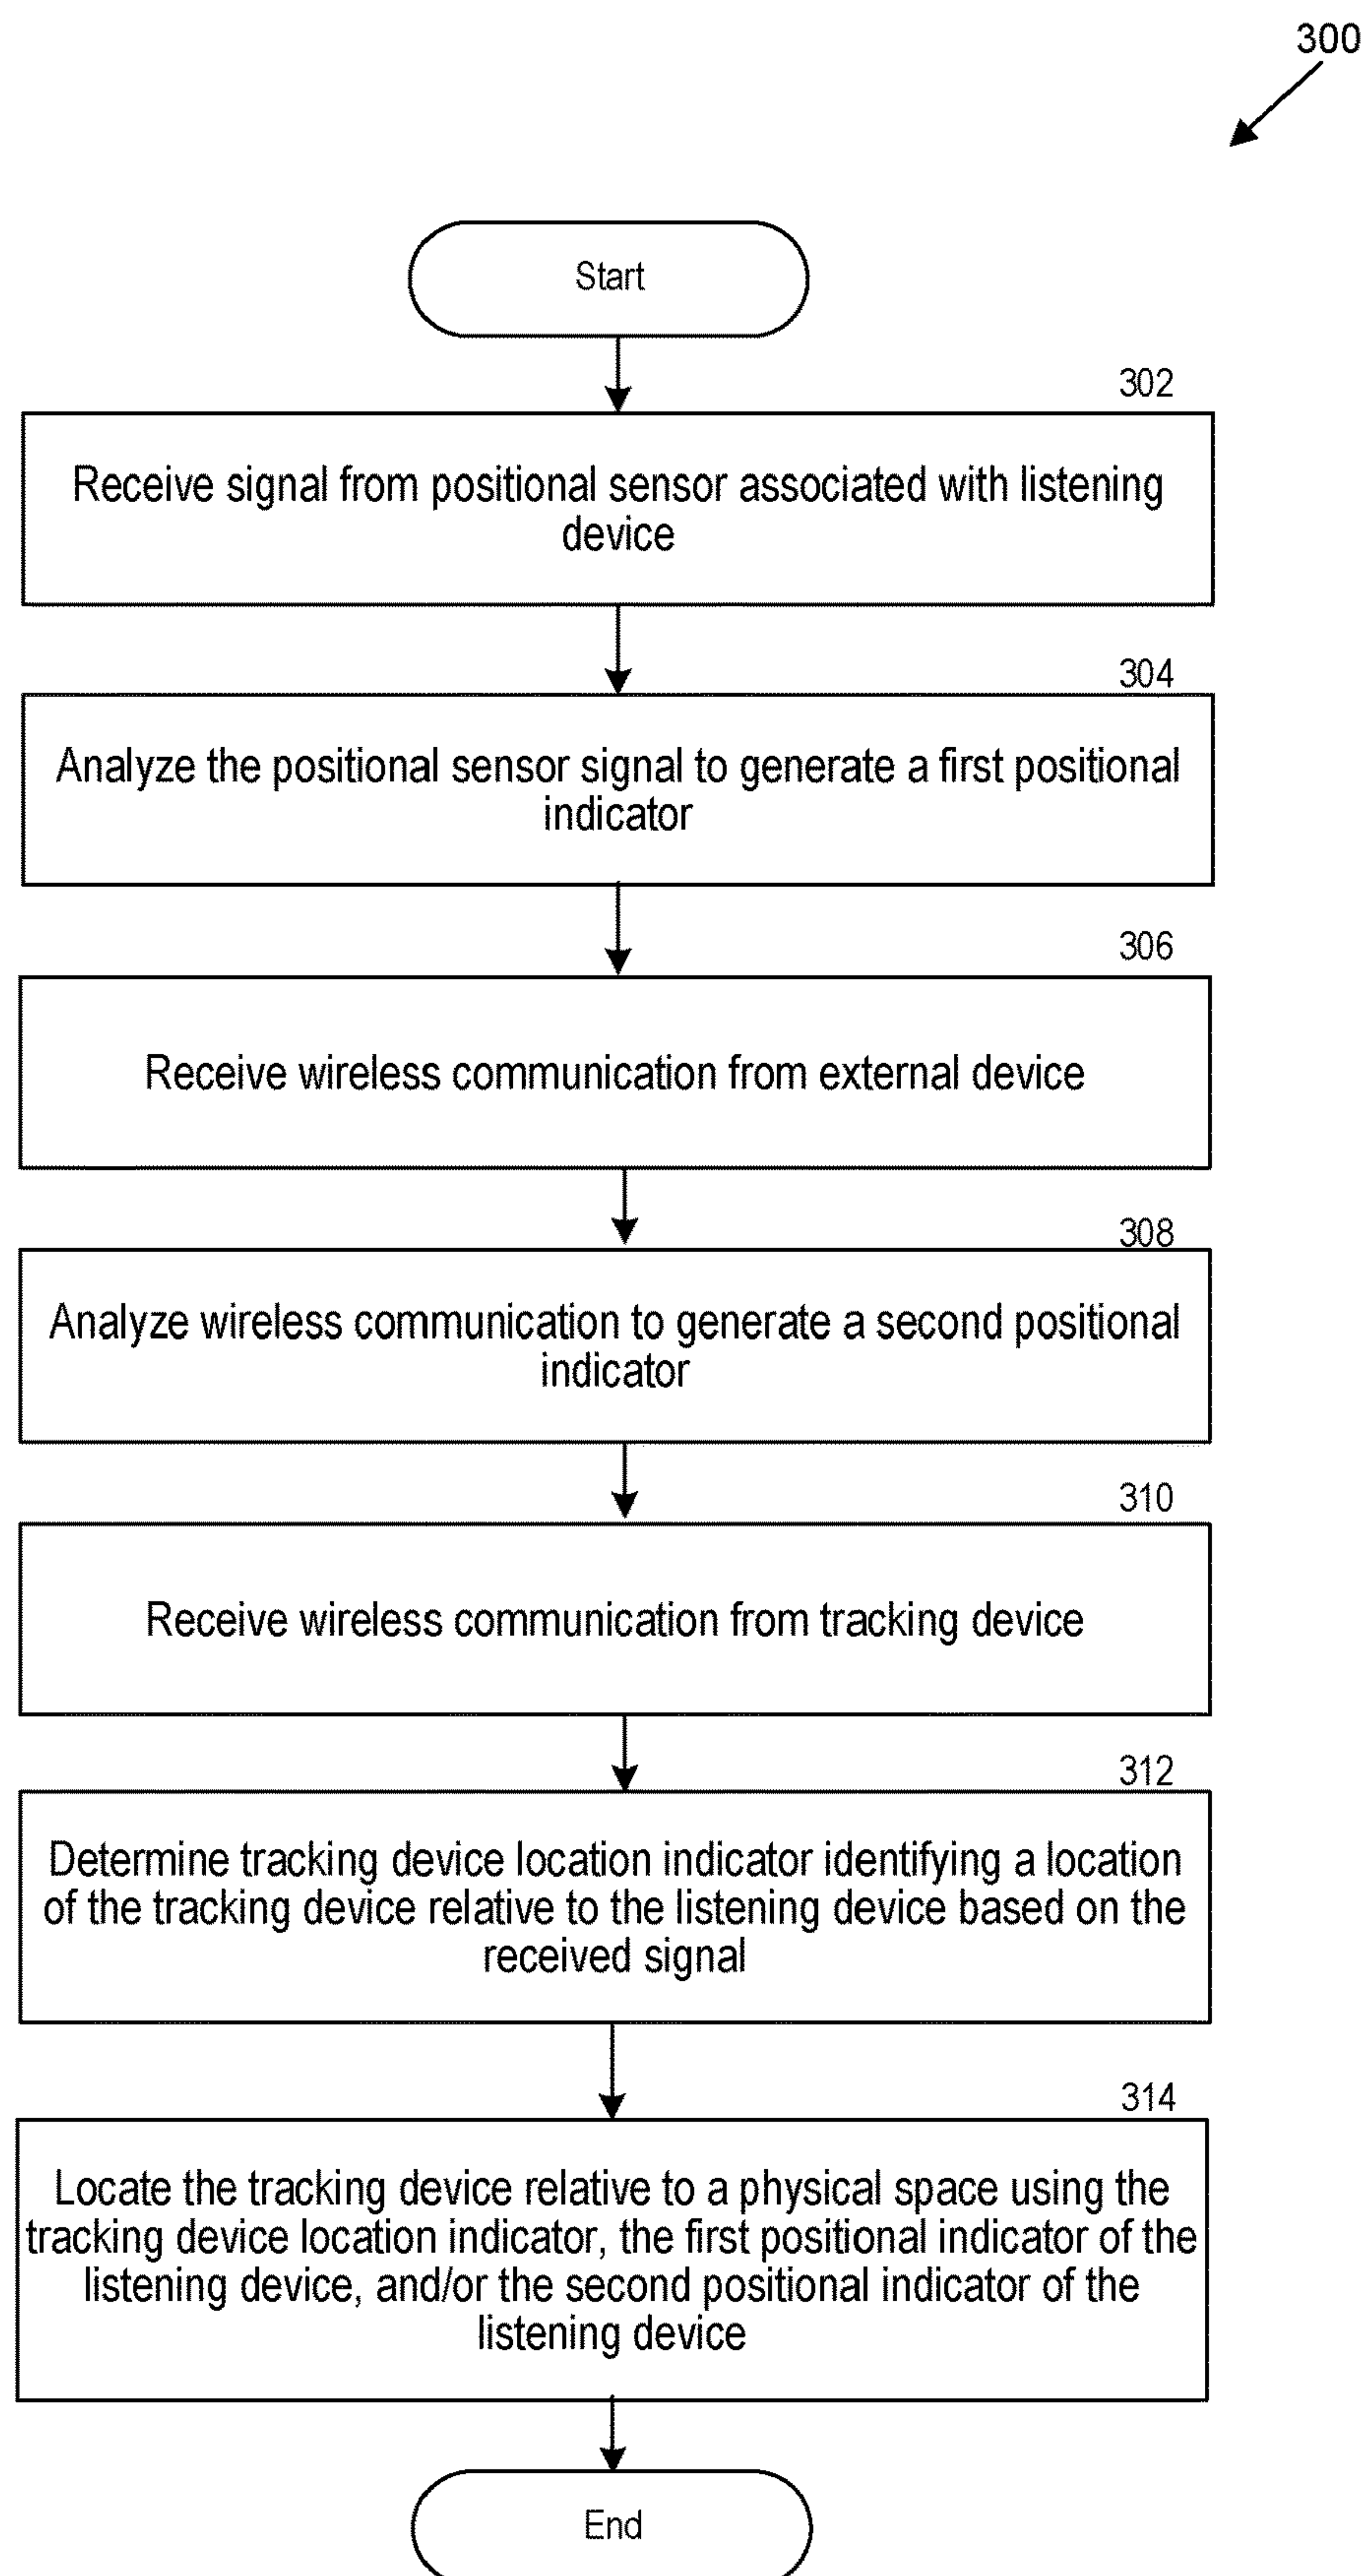 300
Start
302
Receive signal from positional sensor associated with listening
device
304
Analyze the positional sensor signal to generate a first positional
indicator
306
Receive wireless communication from external device
308
Analyze wireless communication to generate a second positional
indicator
310
Receive wireless communication from tracking device
312
Determine tracking device location indicator identifying a location
of the tracking device relative to the listening device based on the
received signal
314
Locate the tracking device relative to a physical space using the
tracking device location indicator, the first positional indicator of the
listening device, and/or the second positional indicator of the
listening device
End